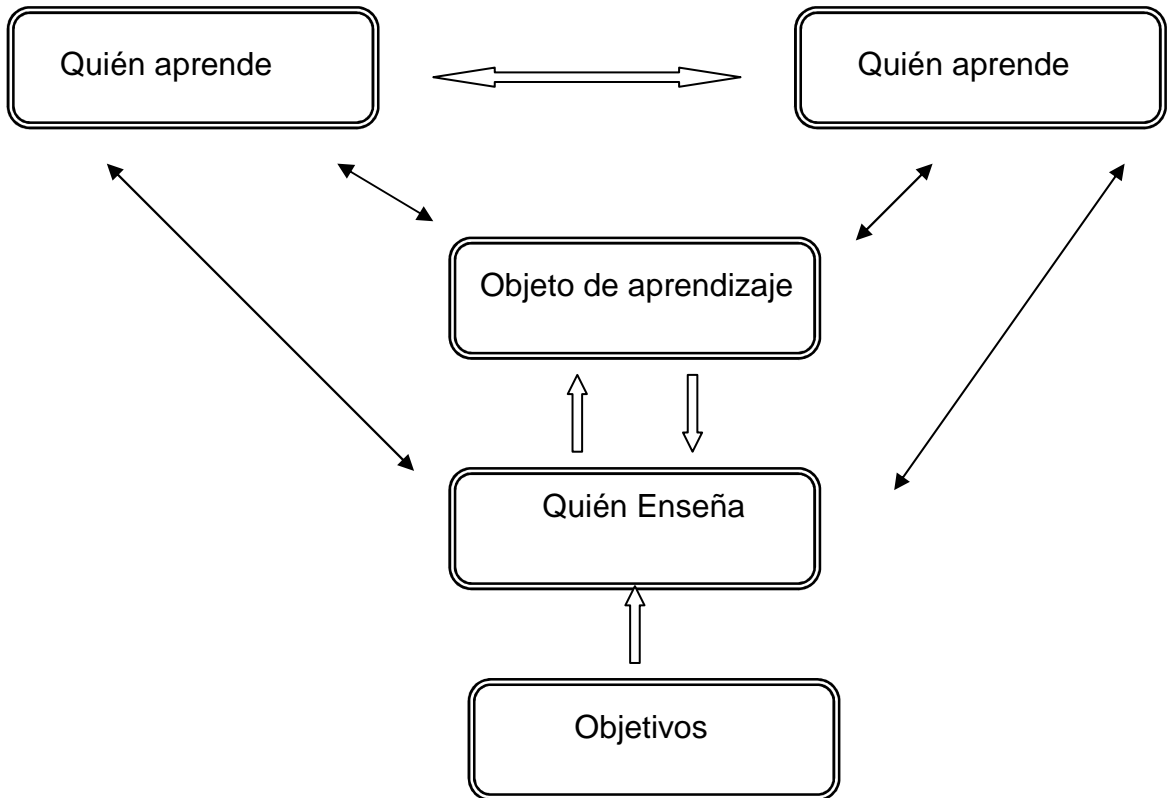 Quién aprende
Quién aprende
Objeto de aprendizaje
Quién Enseña
Objetivos